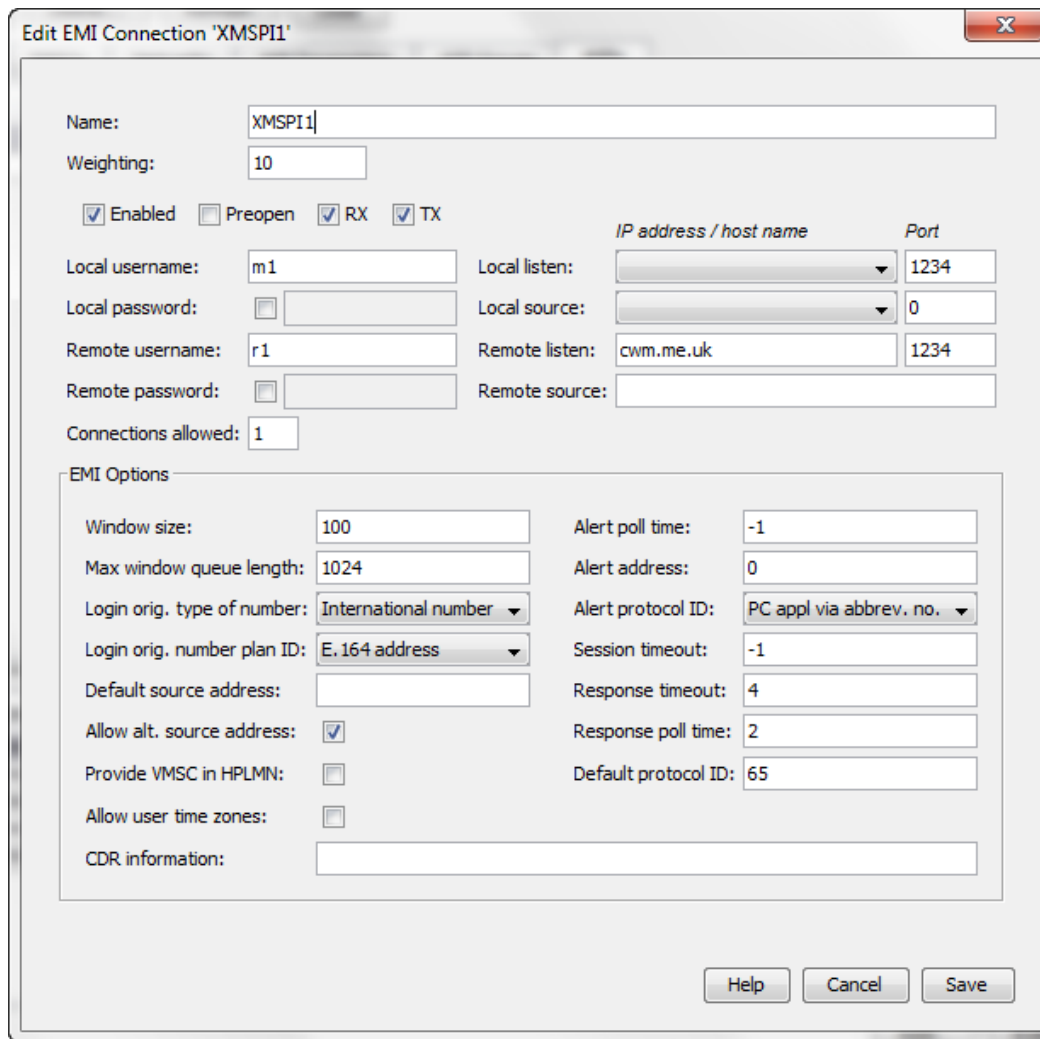 Edit EMI Connection 'XMSPI1'
Name: XMSPI1
Weighting: 10
Enabled Preopen RX TX
IP address / host name Port
Local username: m1 Local listen: 1234
Local password: Local source: 0
Remote username: r1 Remote listen: cwm.me.uk 1234
Remote password: Remote source:
Connections allowed: 1
EMI Options
Window size: 100 Alert poll time: -1
Max window queue length: 1024 Alert address: 0
Login orig. type of number: International number Alert protocol ID: PC appl via abbrev. no.
Login orig. number plan ID: E.164 address Session timeout: -1
Default source address: Response timeout: 4
Allow alt. source address: Response poll time: 2
Provide VMSC in HPLMN: Default protocol ID: 65
Allow user time zones:
CDR information:
Help Cancel Save